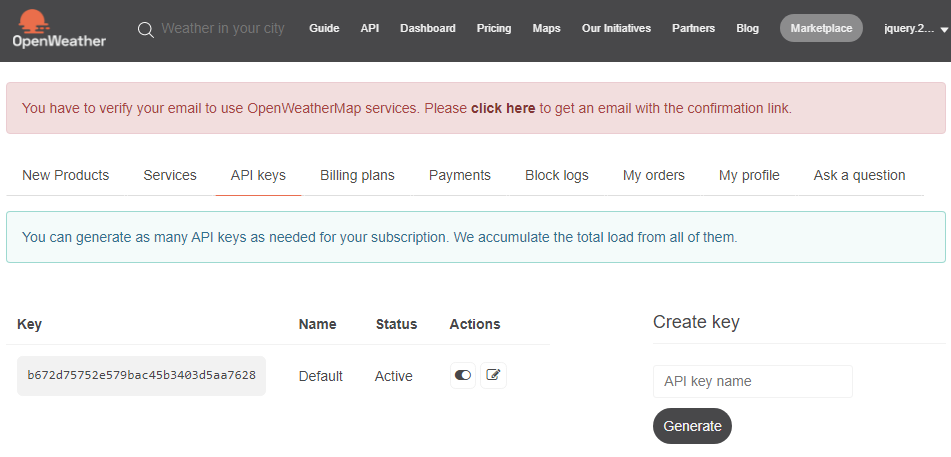 OpenWeather
Weather in your city
Guide
API
Dashboard
Pricing
Maps
Our Initiatives
Partners
Blog
Marketplace
jquery.2...
You have to verify your email to use OpenWeatherMap services. Please click here to get an email with the confirmation link.
New Products
Services
API keys
Billing plans
Payments
Block logs
My orders
My profile
Ask a question
You can generate as many API keys as needed for your subscription. We accumulate the total load from all of them.
Key
Name
Status
Actions
b672d75752e579bac45b3403d5aa7628
Default
Active
Create key
API key name
Generate